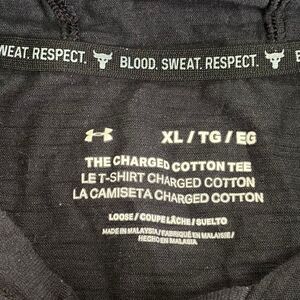 WEAT. RESPECT. BLOOD. SWEAT. RESPECT. B
XL / TG / EG
THE CHARGED COTTON TEE
LE T-SHIRT CHARGED COTTON
LA CAMISETA CHARGED COTTON
LOOSE / COUPE LÂCHE / SUELTO
MADE IN MALAYSIA / FABRIQUÉ EN MALAISIE /
HECHO EN MALASIA